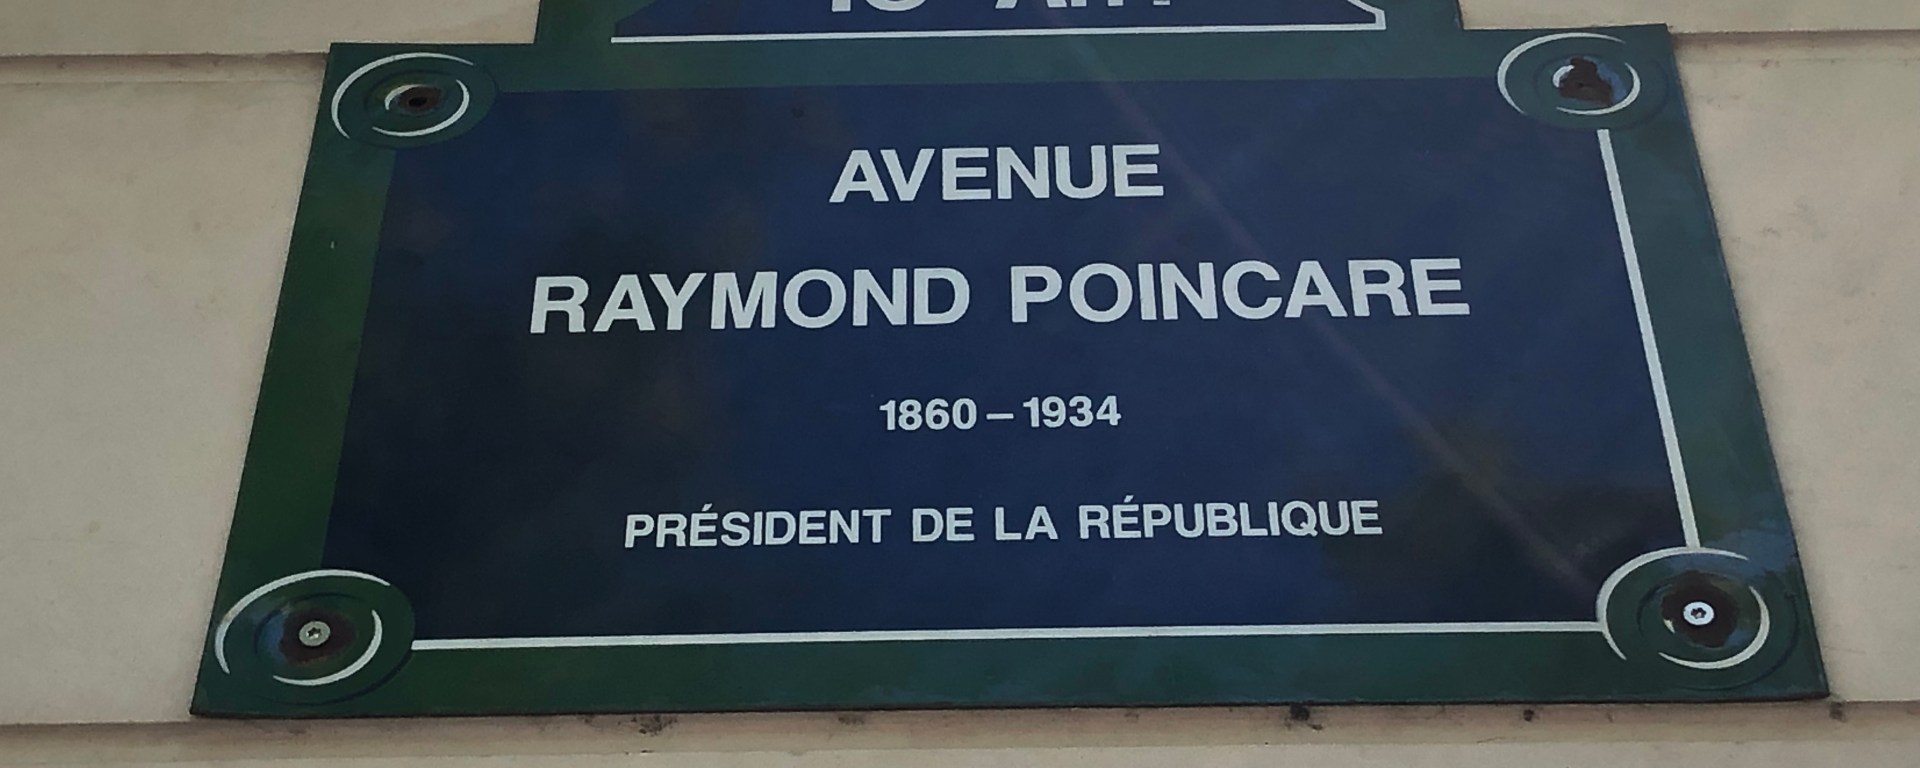 AVENUE
RAYMOND POINCARE
1860 – 1934
PRÉSIDENT DE LA RÉPUBLIQUE